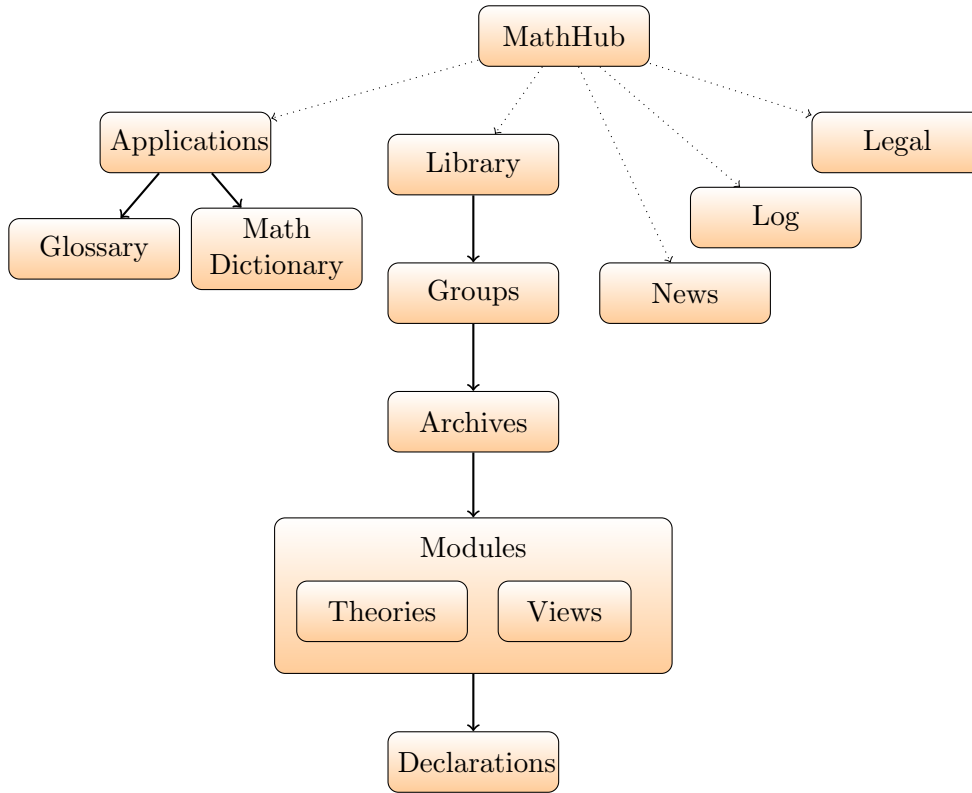 MathHub
Applications
Library
Legal
Log
Glossary
Math
Dictionary
Groups
News
Archives
Modules
Theories
Views
Declarations